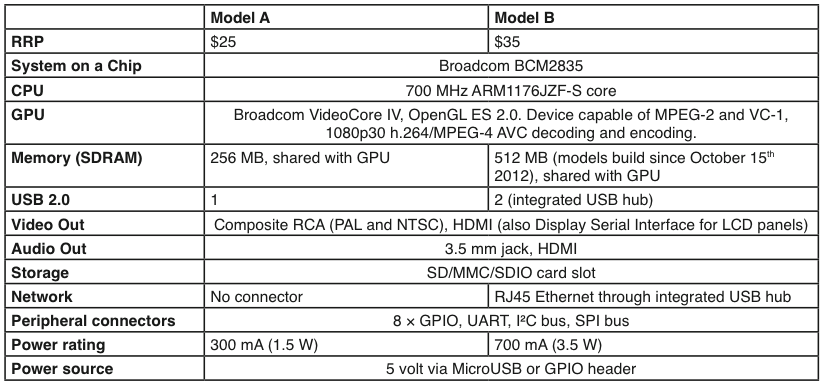 Model A Model B
RRP $25 $35
System on a Chip Broadcom BCM2835
CPU 700 MHz ARM1176JZF-S core
GPU Broadcom VideoCore IV, OpenGL ES 2.0. Device capable of MPEG-2 and VC-1,
1080p30 h.264/MPEG-4 AVC decoding and encoding.
Memory (SDRAM) 256 MB, shared with GPU 512 MB (models build since October 15th
2012), shared with GPU
USB 2.0 1 2 (integrated USB hub)
Video Out Composite RCA (PAL and NTSC), HDMI (also Display Serial Interface for LCD panels)
Audio Out 3.5 mm jack, HDMI
Storage SD/MMC/SDIO card slot
Network No connector RJ45 Ethernet through integrated USB hub
Peripheral connectors 8 × GPIO, UART, I²C bus, SPI bus
Power rating 300 mA (1.5 W) 700 mA (3.5 W)
Power source 5 volt via MicroUSB or GPIO header